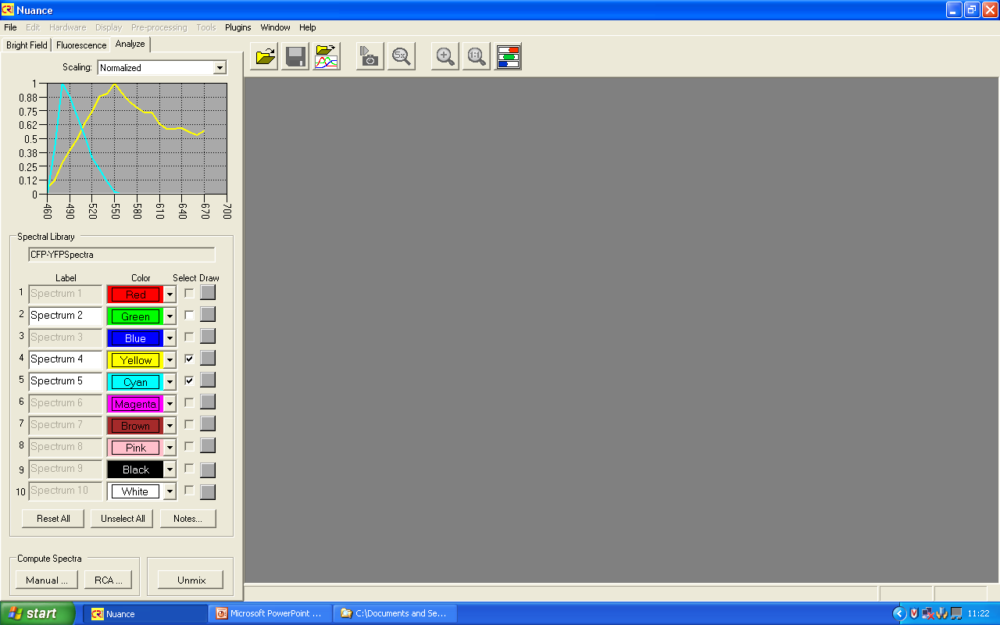 Nuance
File Edit Hardware Display Pre-processing Tools Plugins Window Help
Bright Field Fluorescence Analyze
Scaling: Normalized
5x 1:1
1
0.88
0.75
0.62
0.5
0.38
0.25
0.12
0
460 490 520 550 580 610 640 670 700
Spectral Library
CFP-YFPSpectra
Label Color Select Draw
1 Spectrum 1 Red
2 Spectrum 2 Green
3 Spectrum 3 Blue
4 Spectrum 4 Yellow
5 Spectrum 5 Cyan
6 Spectrum 6 Magenta
7 Spectrum 7 Brown
8 Spectrum 8 Pink
9 Spectrum 9 Black
10 Spectrum 10 White
Reset All Unselect All Notes...
Compute Spectra
Manual ... RCA ... Unmix
start Nuance Microsoft PowerPoint ... C:\Documents and Se... 11:22